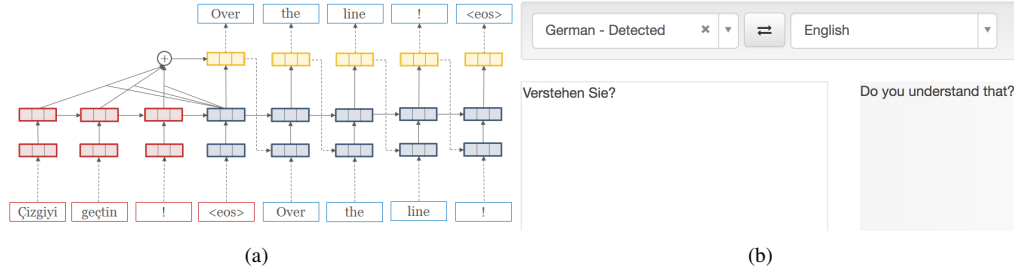 Over the line ! <eos>
+
Çizgiyi geçtin ! <eos> Over the line !
(a)
German - Detected × English
Verstehen Sie? Do you understand that?
(b)